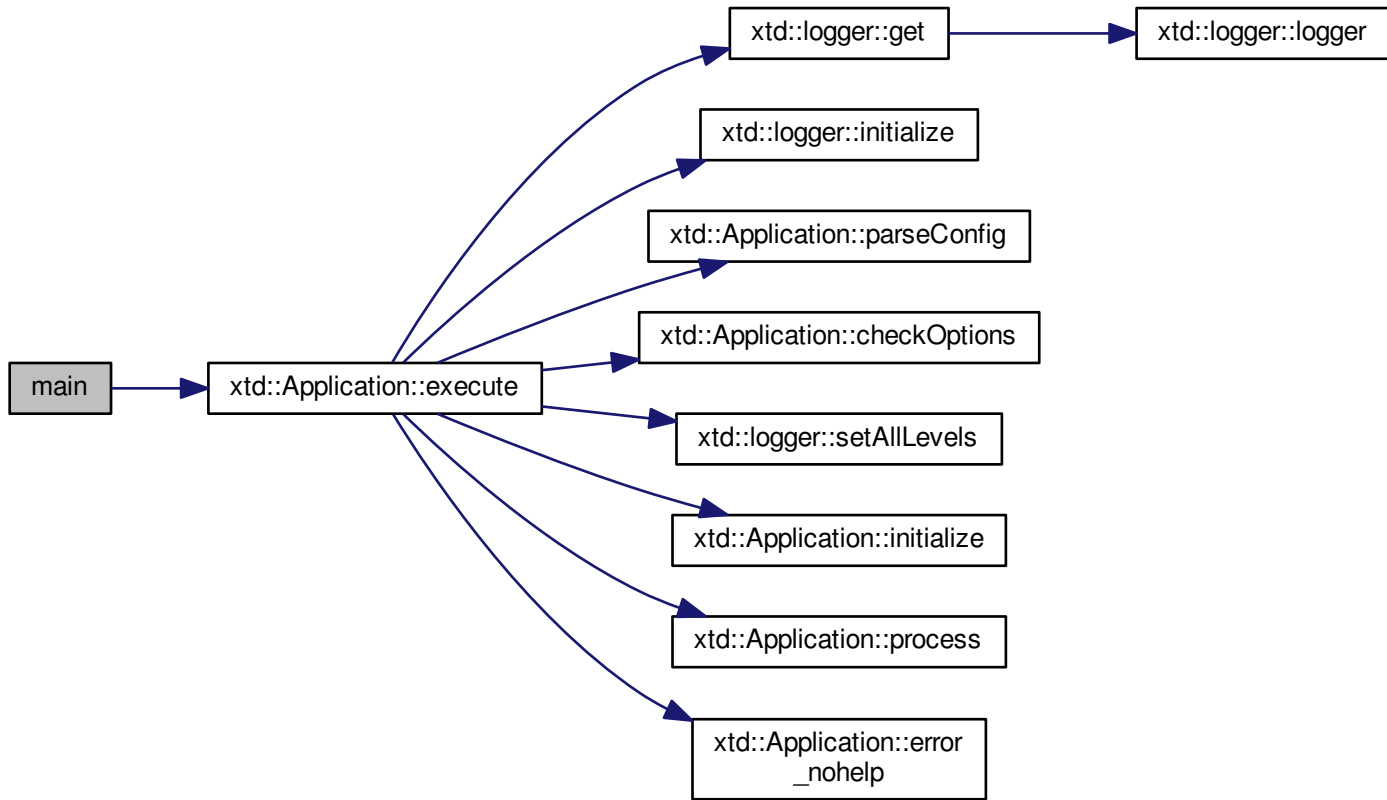 xtd::logger::get
xtd::logger::logger
xtd::logger::initialize
xtd::Application::parseConfig
xtd::Application::checkOptions
main
xtd::Application::execute
xtd::logger::setAllLevels
xtd::Application::initialize
xtd::Application::process
xtd::Application::error
_nohelp